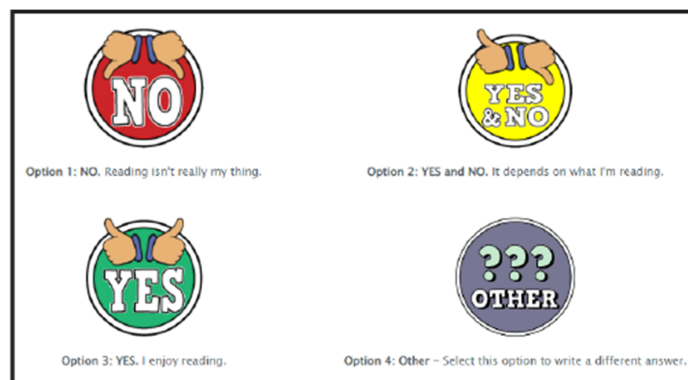 NO
YES
& NO
Option 1: NO. Reading isn't really my thing.
Option 2: YES and NO. It depends on what I'm reading.
YES
???
OTHER
Option 3: YES. I enjoy reading.
Option 4: Other – Select this option to write a different answer.